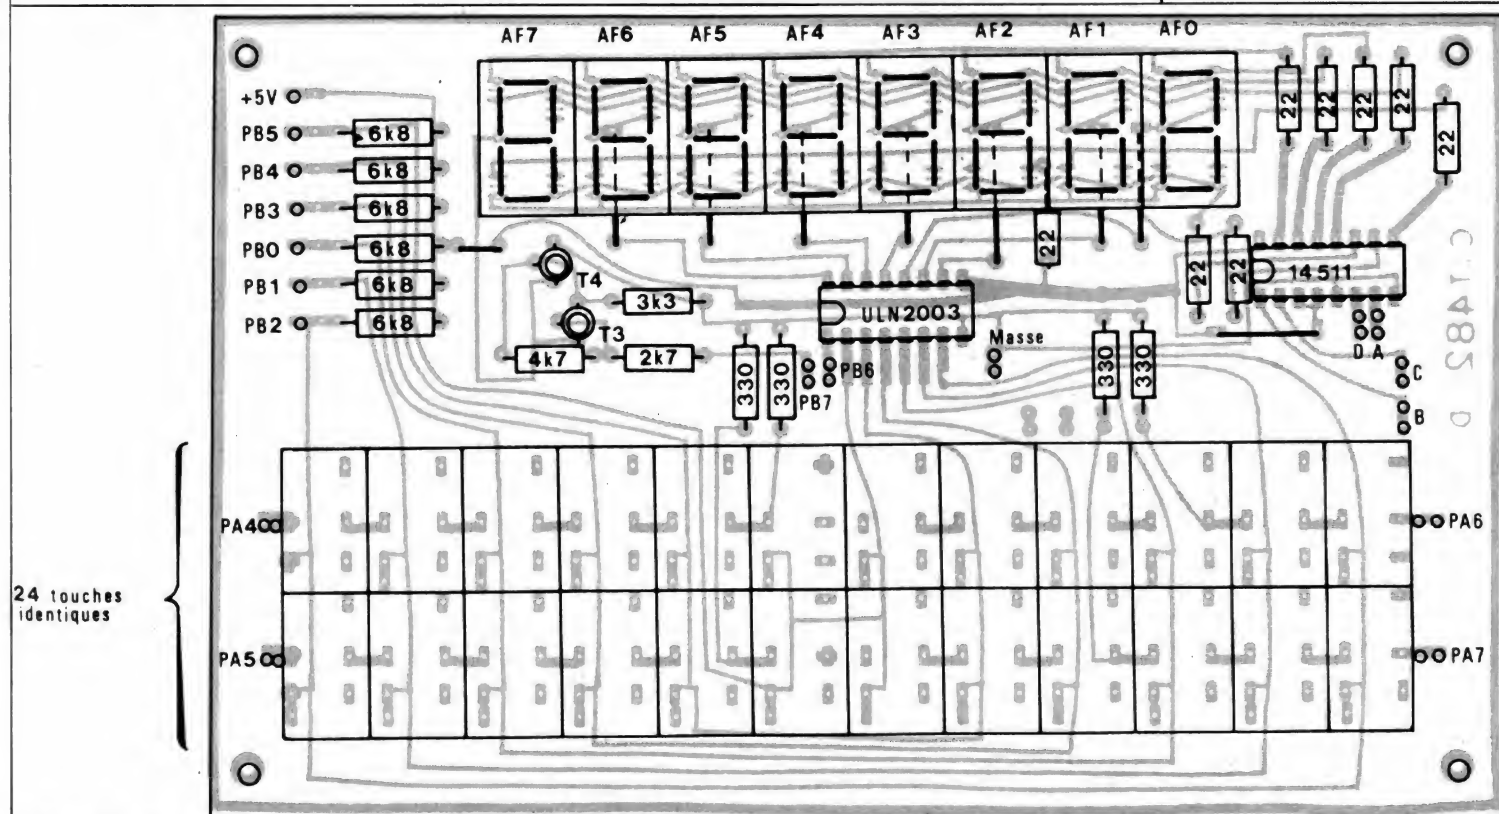 AF7 AF6 AF5 AF4 AF3 AF2 AF1 AF0
+5V
PB5 6k8
PB4 6k8
PB3 6k8
PB0 6k8
PB1 6k8
PB2 6k8
22 22 22 22
22
22
22 22
14511
T4
3k3
T3
4k7 2k7
330 330
PB6
PB7
ULN2003
Masse
330 330
D A
C
B
CT482 D
PA4
PA6
24 touches
identiques
PA5
PA7